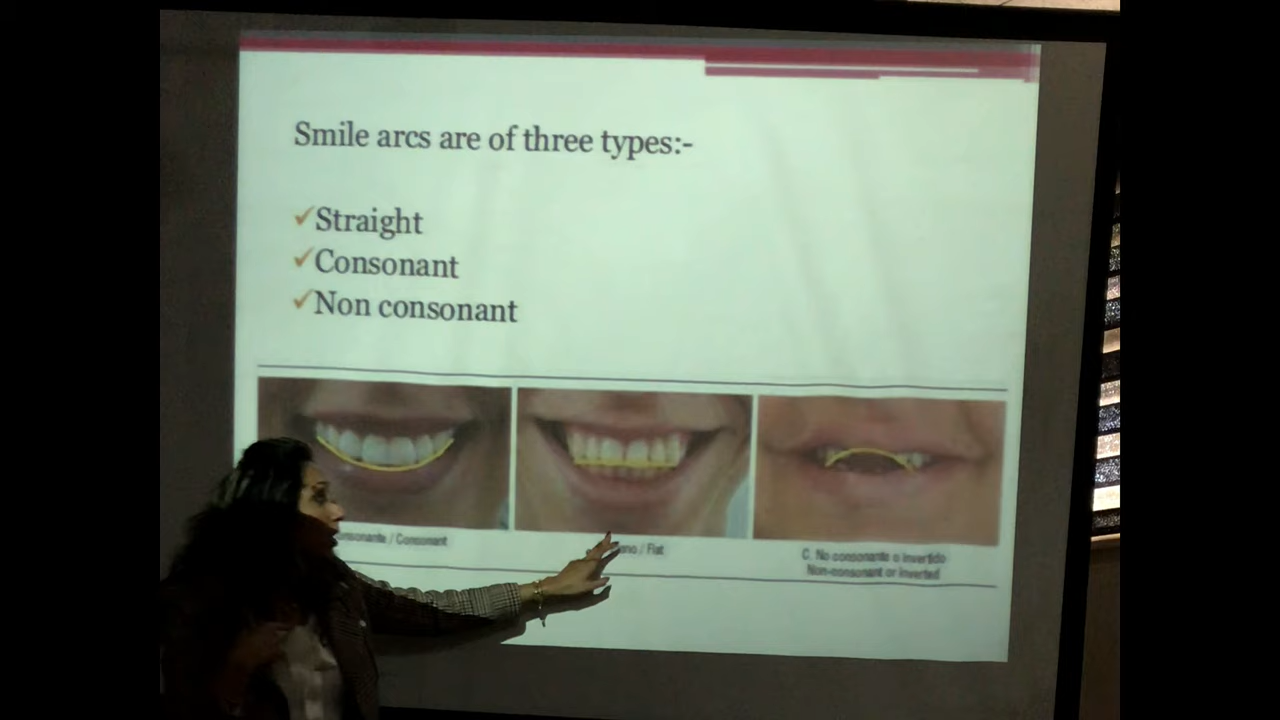 Smile arcs are of three types:-
✓Straight
✓Consonant
✓Non consonant
/ Consonant
/ Flat
C. No consonante o invertido
Non-consonant or inverted